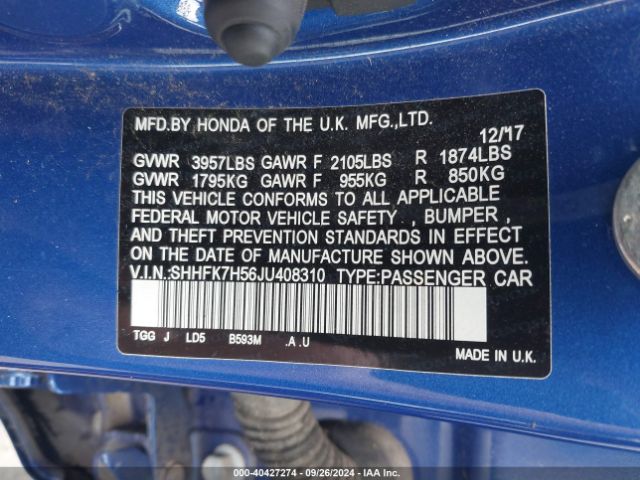 MFD.BY HONDA OF THE U.K. MFG.,LTD.
12/17
GVWR 3957LBS GAWR F 2105LBS R 1874LBS
GVWR 1795KG GAWR F 955KG R 850KG
THIS VEHICLE CONFORMS TO ALL APPLICABLE
FEDERAL MOTOR VEHICLE SAFETY , BUMPER ,
AND THEFT PREVENTION STANDARDS IN EFFECT
ON THE DATE OF MANUFACTURE SHOWN ABOVE.
V.I.N.:SHHFK7H56JU408310 TYPE:PASSENGER CAR
TGG J LD5 B593M .A .U
MADE IN U.K.
000-40427274 - 09/26/2024 - IAA Inc.